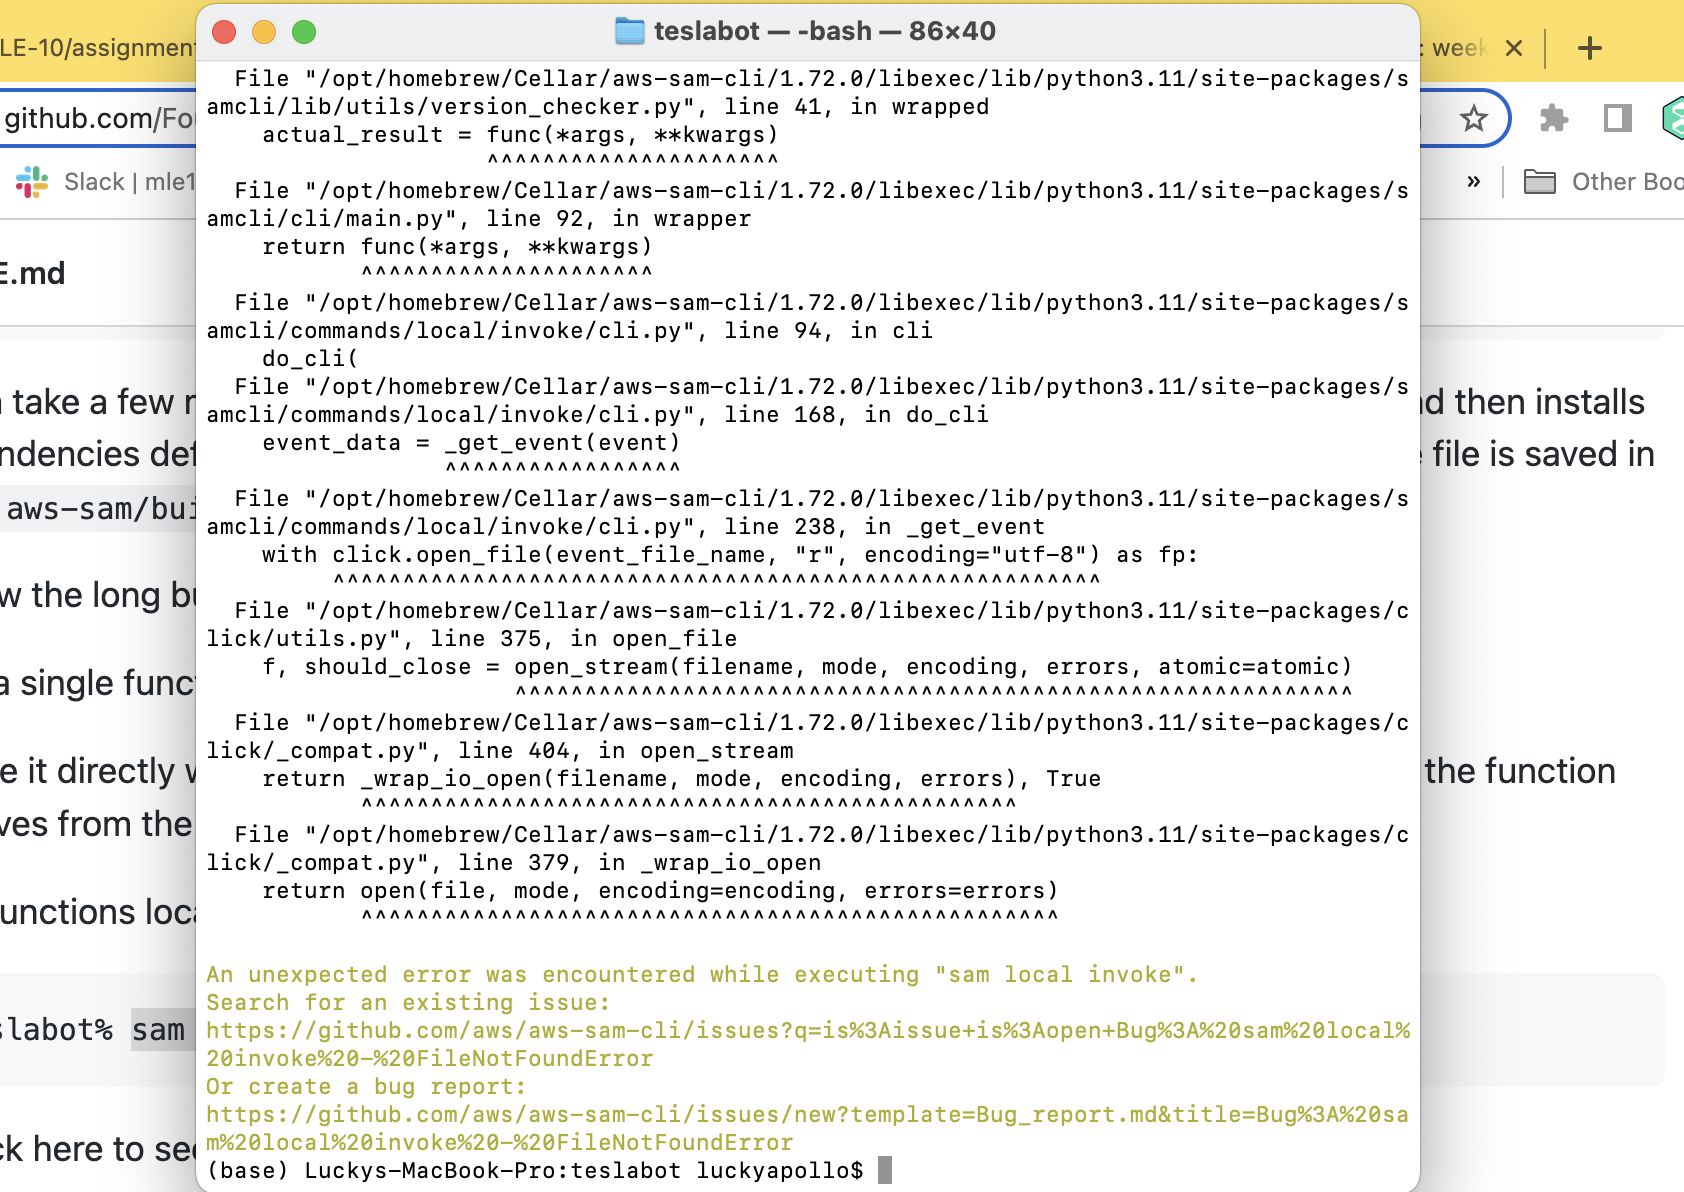 teslabot — -bash — 86×40
LE-10/assignment
: week
github.com/Fo
Slack | mle1
»
Other Boo
E.md
take a few
nd then installs
ndencies def
file is saved in
aws-sam/bui
w the long bu
a single func
e it directly
the function
ves from the
unctions loca
slabot% sam
ck here to see
  File "/opt/homebrew/Cellar/aws-sam-cli/1.72.0/libexec/lib/python3.11/site-packages/s
amcli/lib/utils/version_checker.py", line 41, in wrapped
    actual_result = func(*args, **kwargs)
                    ^^^^^^^^^^^^^^^^^^^^^
  File "/opt/homebrew/Cellar/aws-sam-cli/1.72.0/libexec/lib/python3.11/site-packages/s
amcli/cli/main.py", line 92, in wrapper
    return func(*args, **kwargs)
           ^^^^^^^^^^^^^^^^^^^^^
  File "/opt/homebrew/Cellar/aws-sam-cli/1.72.0/libexec/lib/python3.11/site-packages/s
amcli/commands/local/invoke/cli.py", line 94, in cli
    do_cli(
  File "/opt/homebrew/Cellar/aws-sam-cli/1.72.0/libexec/lib/python3.11/site-packages/s
amcli/commands/local/invoke/cli.py", line 168, in do_cli
    event_data = _get_event(event)
                 ^^^^^^^^^^^^^^^^^
  File "/opt/homebrew/Cellar/aws-sam-cli/1.72.0/libexec/lib/python3.11/site-packages/s
amcli/commands/local/invoke/cli.py", line 238, in _get_event
    with click.open_file(event_file_name, "r", encoding="utf-8") as fp:
         ^^^^^^^^^^^^^^^^^^^^^^^^^^^^^^^^^^^^^^^^^^^^^^^^^^^^^^^
  File "/opt/homebrew/Cellar/aws-sam-cli/1.72.0/libexec/lib/python3.11/site-packages/c
lick/utils.py", line 375, in open_file
    f, should_close = open_stream(filename, mode, encoding, errors, atomic=atomic)
                      ^^^^^^^^^^^^^^^^^^^^^^^^^^^^^^^^^^^^^^^^^^^^^^^^^^^^^^^^^^^^
  File "/opt/homebrew/Cellar/aws-sam-cli/1.72.0/libexec/lib/python3.11/site-packages/c
lick/_compat.py", line 404, in open_stream
    return _wrap_io_open(filename, mode, encoding, errors), True
           ^^^^^^^^^^^^^^^^^^^^^^^^^^^^^^^^^^^^^^^^^^^^^^^
  File "/opt/homebrew/Cellar/aws-sam-cli/1.72.0/libexec/lib/python3.11/site-packages/c
lick/_compat.py", line 379, in _wrap_io_open
    return open(file, mode, encoding=encoding, errors=errors)
           ^^^^^^^^^^^^^^^^^^^^^^^^^^^^^^^^^^^^^^^^^^^^^^^^^^
An unexpected error was encountered while executing "sam local invoke".
Search for an existing issue:
https://github.com/aws/aws-sam-cli/issues?q=is%3Aissue+is%3Aopen+Bug%3A%20sam%20local%
20invoke%20-%20FileNotFoundError
Or create a bug report:
https://github.com/aws/aws-sam-cli/issues/new?template=Bug_report.md&title=Bug%3A%20sa
m%20local%20invoke%20-%20FileNotFoundError
(base) Luckys-MacBook-Pro:teslabot luckyapollo$